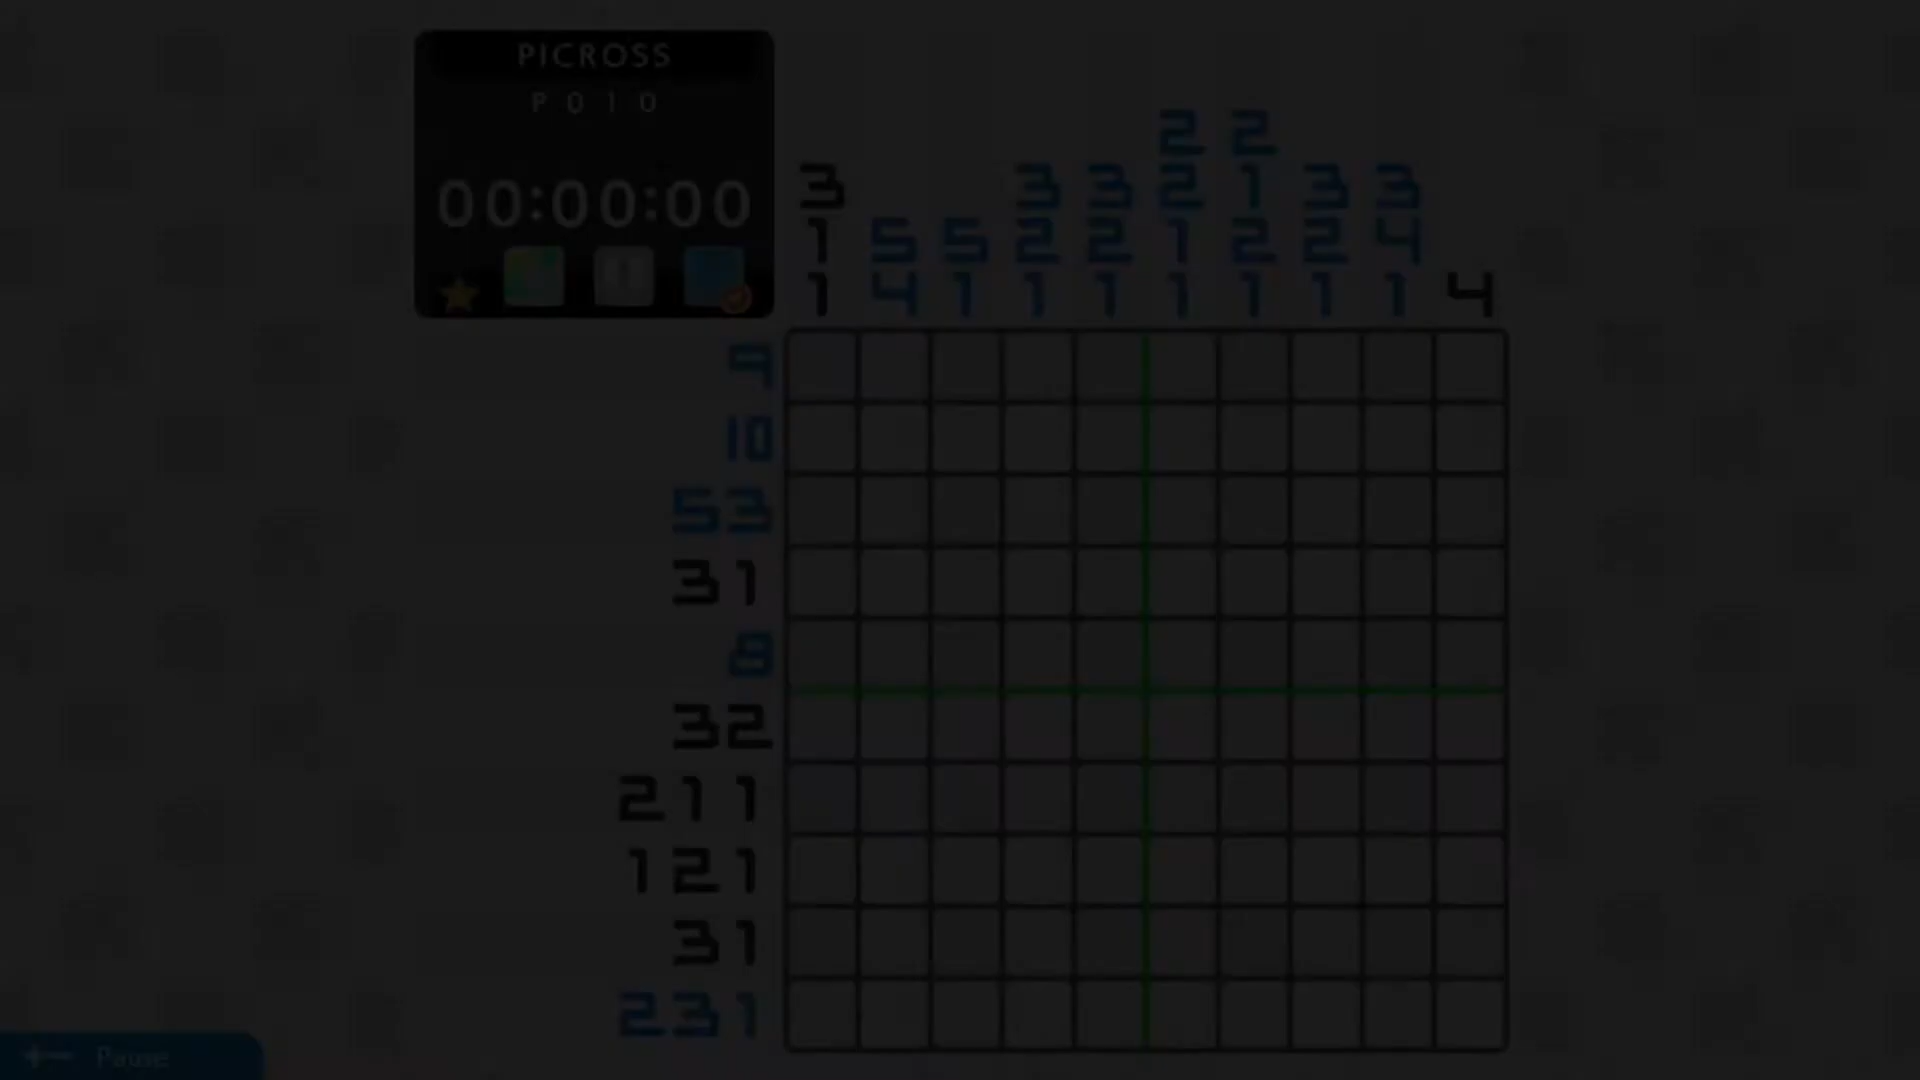 PICROSS
P010
00:00:00
2 2
3 3 3 2 1 3 3
1 5 5 2 2 1 2 2 4
1 4 1 1 1 1 1 1 1 4
9
10
5 3
3 1
8
3 2
2 1 1
1 2 1
3 1
2 3 1
Pause